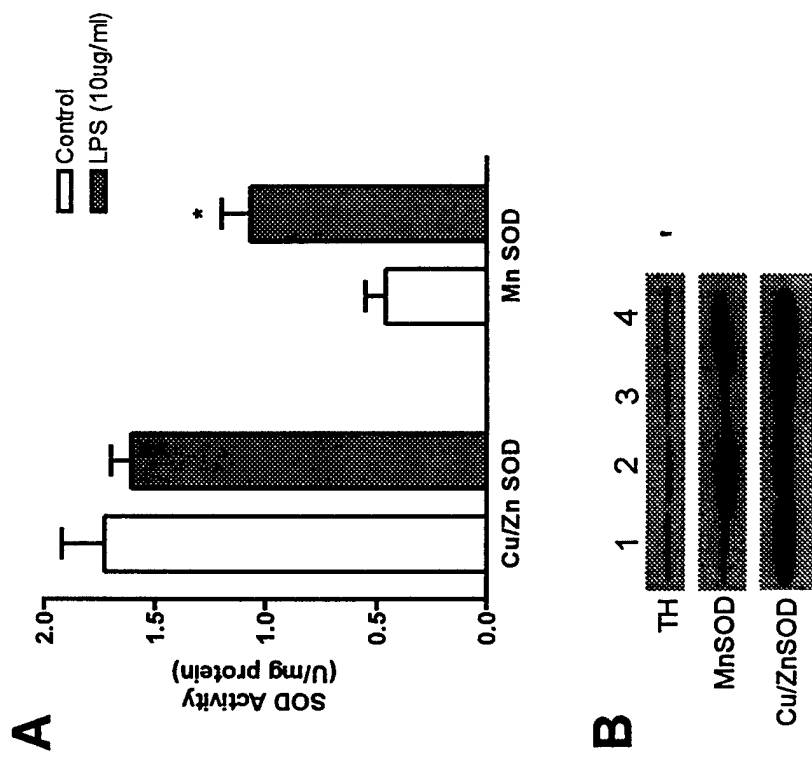 A
Control
LPS (10ug/ml)
SOD Activity
(U/mg protein)
2.0
1.5
1.0
0.5
0.0
*
Cu/Zn SOD
Mn SOD
B
1 2 3 4
TH
MnSOD
Cu/ZnSOD